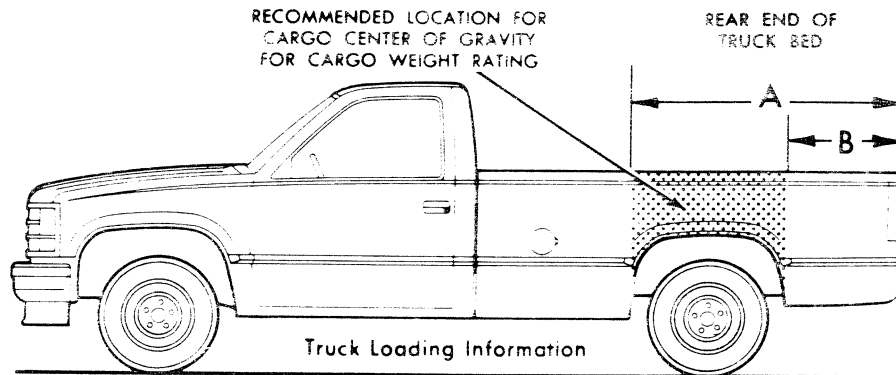 RECOMMENDED LOCATION FOR
CARGO CENTER OF GRAVITY
FOR CARGO WEIGHT RATING
REAR END OF
TRUCK BED
A
B
Truck Loading Information